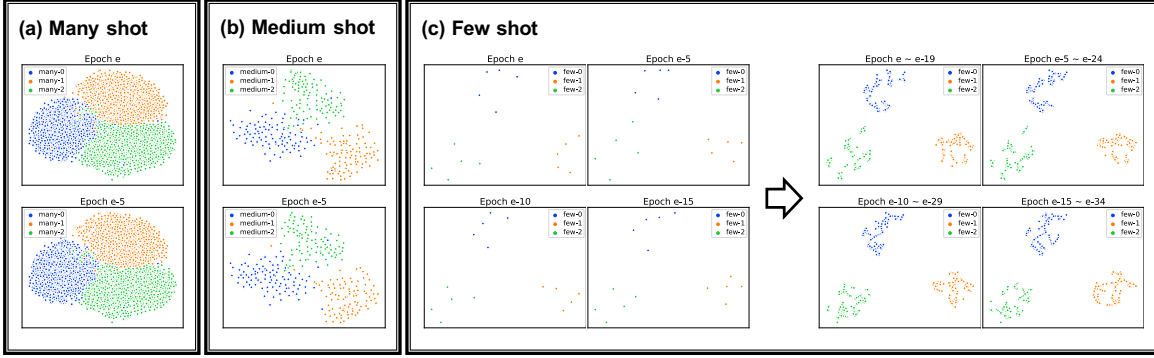 (a) Many shot
Epoch e
many-0
many-1
many-2
Epoch e-5
many-0
many-1
many-2
(b) Medium shot
Epoch e
medium-0
medium-1
medium-2
Epoch e-5
medium-0
medium-1
medium-2
(c) Few shot
Epoch e
few-0
few-1
few-2
Epoch e-5
few-0
few-1
few-2
Epoch e-10
few-0
few-1
few-2
Epoch e-15
few-0
few-1
few-2
Epoch e ~ e-19
few-0
few-1
few-2
Epoch e-5 ~ e-24
few-0
few-1
few-2
Epoch e-10 ~ e-29
few-0
few-1
few-2
Epoch e-15 ~ e-34
few-0
few-1
few-2